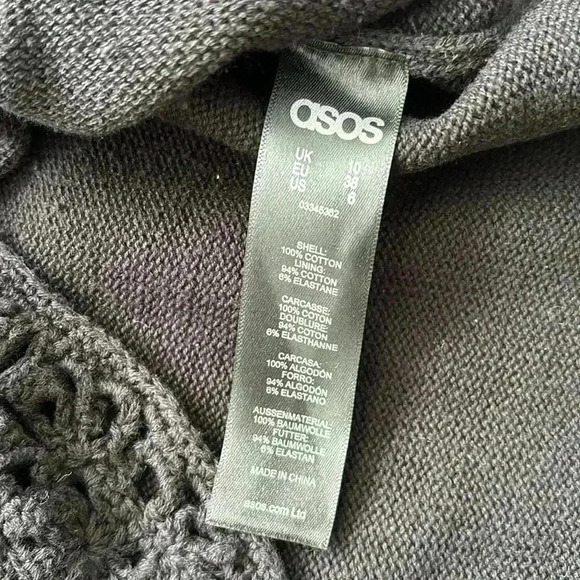 asos
UK 10
EU 38
US 6
03345362
SHELL:
100% COTTON
LINING:
94% COTTON
6% ELASTANE
CARCASSE:
100% COTON
DOUBLURE:
94% COTON
6% ELASTHANNE
CARCASA:
100% ALGODÓN
FORRO:
94% ALGODÓN
6% ELASTANO
AUSSENMATERIAL:
100% BAUMWOLLE
FUTTER:
94% BAUMWOLLE
6% ELASTAN
MADE IN CHINA
asos.com Ltd